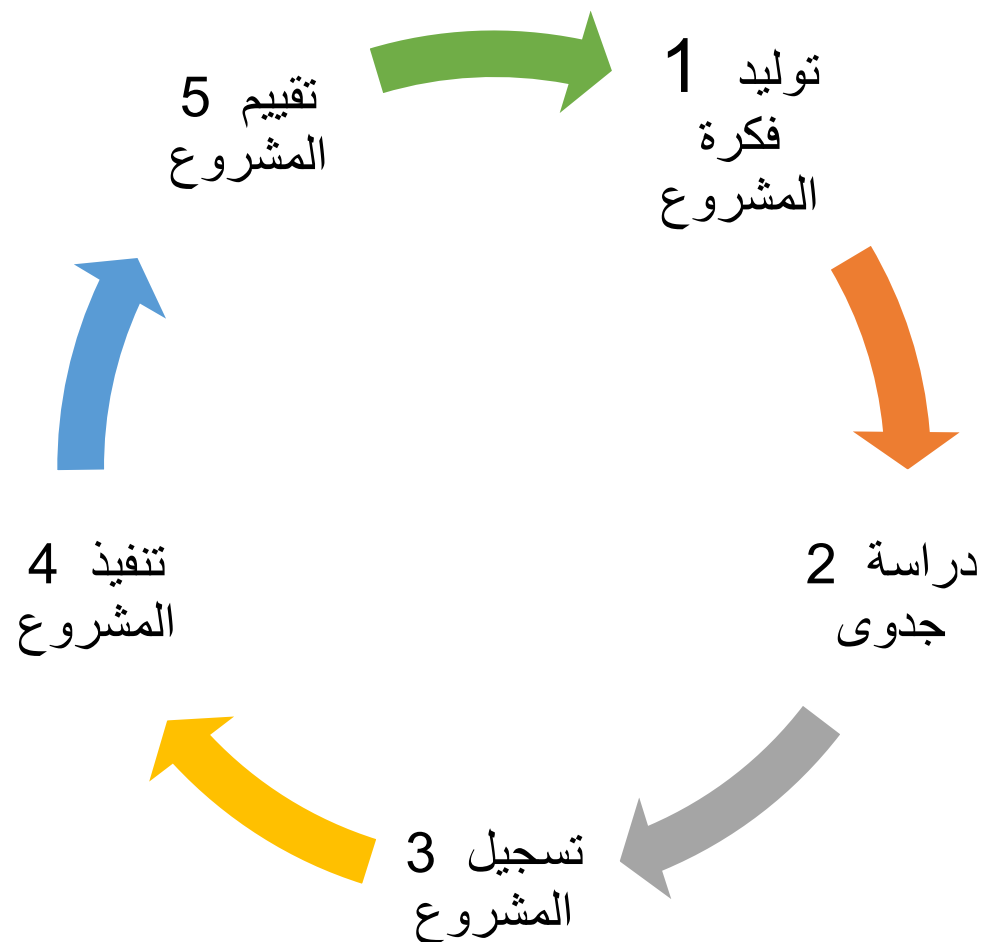 توليد 1
فكرة
المشروع
دراسة 2
جدوى
تسجيل 3
المشروع
تنفيذ 4
المشروع
تقييم 5
المشروع